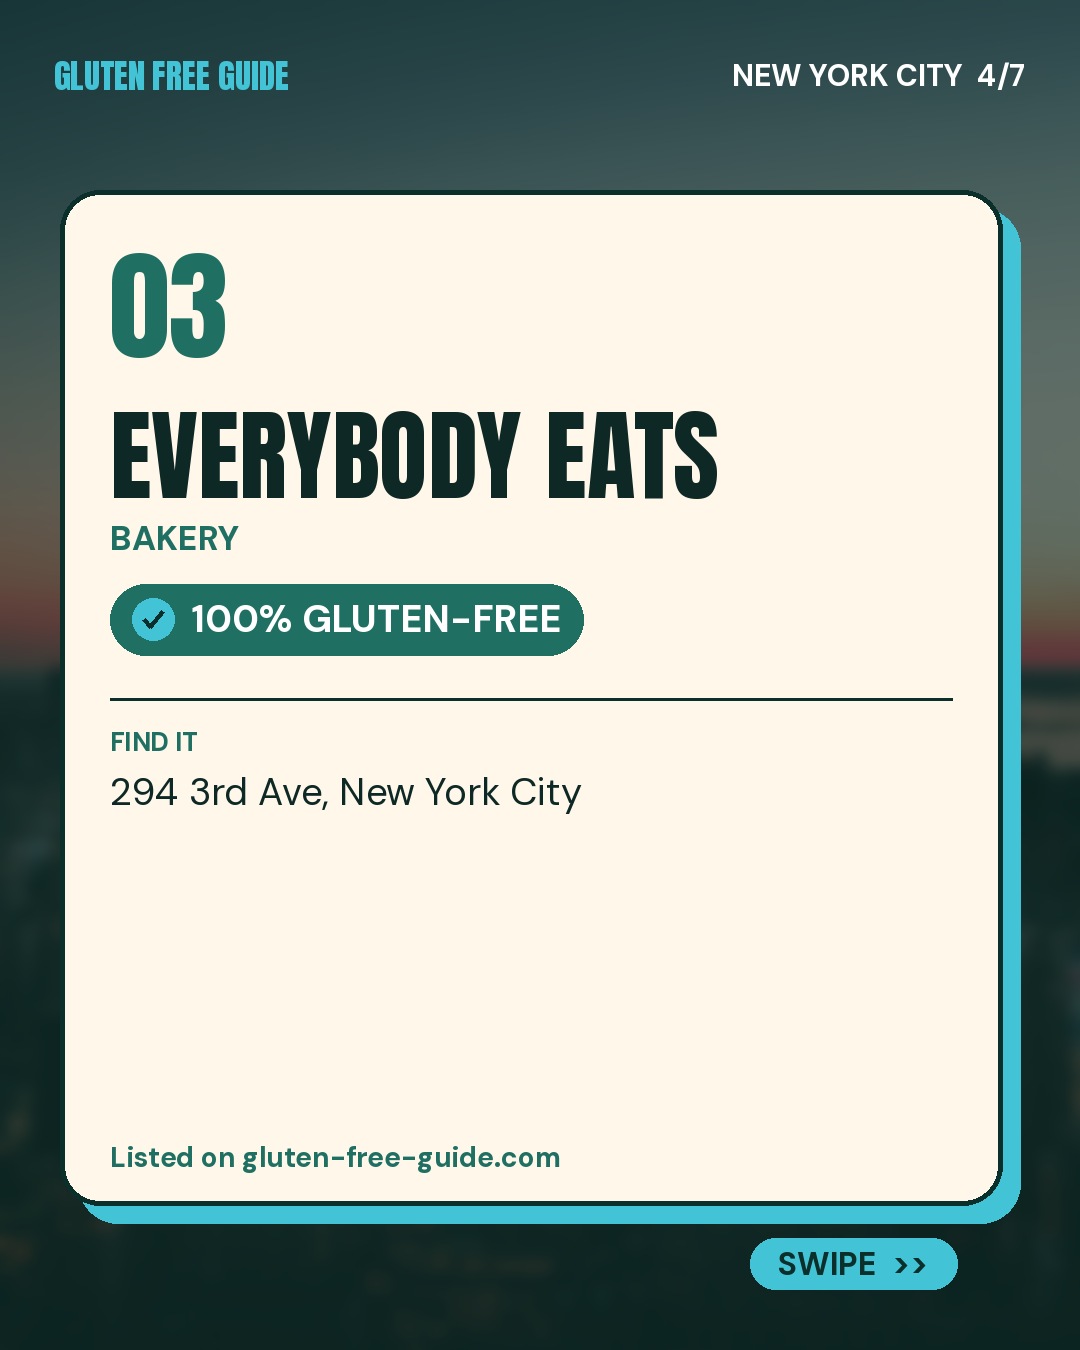 GLUTEN FREE GUIDE
NEW YORK CITY 4/7
03
EVERYBODY EATS
BAKERY
100% GLUTEN-FREE
FIND IT
294 3rd Ave, New York City
Listed on gluten-free-guide.com
SWIPE >>